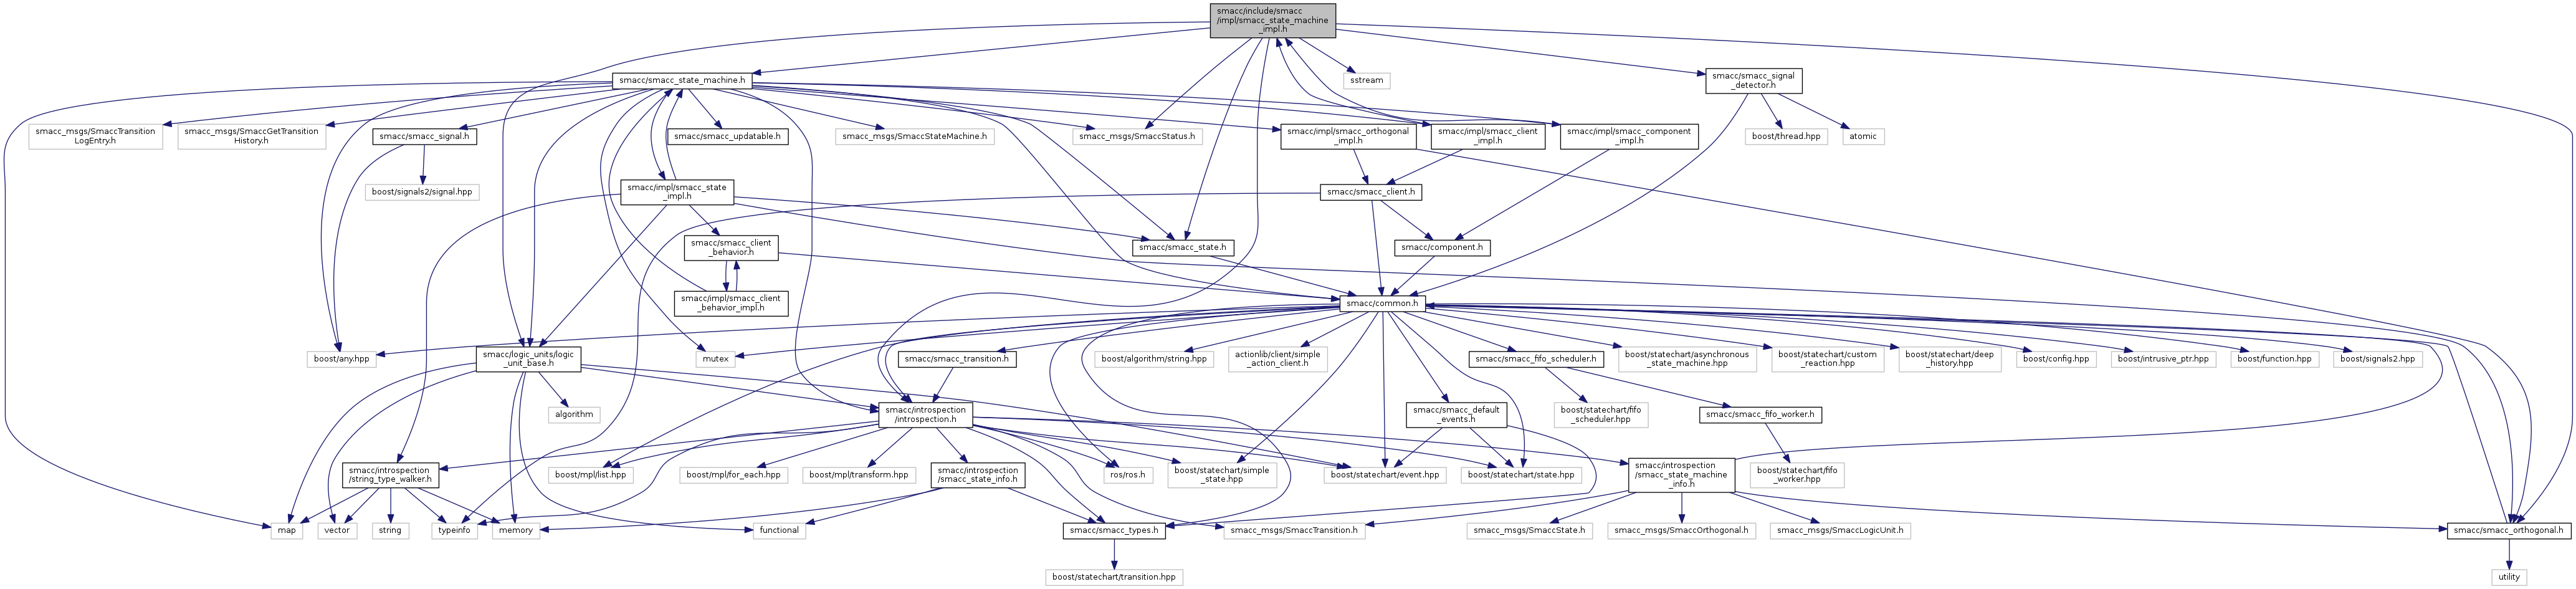 smacc/include/smacc
/impl/smacc_state_machine
_impl.h
smacc/smacc_state_machine.h
sstream
smacc/smacc_signal
_detector.h
smacc_msgs/SmaccTransition
LogEntry.h
smacc_msgs/SmaccGetTransition
History.h
smacc/smacc_signal.h
smacc/smacc_updatable.h
smacc_msgs/SmaccStateMachine.h
smacc_msgs/SmaccStatus.h
smacc/impl/smacc_orthogonal
_impl.h
smacc/impl/smacc_client
_impl.h
smacc/impl/smacc_component
_impl.h
boost/thread.hpp
atomic
boost/signals2/signal.hpp
smacc/impl/smacc_state
_impl.h
smacc/smacc_client.h
smacc/smacc_client
_behavior.h
smacc/smacc_state.h
smacc/component.h
smacc/impl/smacc_client
_behavior_impl.h
smacc/common.h
boost/any.hpp
smacc/logic_units/logic
_unit_base.h
mutex
smacc/smacc_transition.h
boost/algorithm/string.hpp
actionlib/client/simple
_action_client.h
smacc/smacc_fifo_scheduler.h
boost/statechart/asynchronous
_state_machine.hpp
boost/statechart/custom
_reaction.hpp
boost/statechart/deep
_history.hpp
boost/config.hpp
boost/intrusive_ptr.hpp
boost/function.hpp
boost/signals2.hpp
algorithm
smacc/introspection
/introspection.h
smacc/smacc_default
_events.h
boost/statechart/fifo
_scheduler.hpp
smacc/smacc_fifo_worker.h
smacc/introspection
/string_type_walker.h
boost/mpl/list.hpp
boost/mpl/for_each.hpp
boost/mpl/transform.hpp
smacc/introspection
/smacc_state_info.h
ros/ros.h
boost/statechart/simple
_state.hpp
boost/statechart/event.hpp
boost/statechart/state.hpp
smacc/introspection
/smacc_state_machine
_info.h
boost/statechart/fifo
_worker.hpp
map
vector
string
typeinfo
memory
functional
smacc/smacc_types.h
smacc_msgs/SmaccTransition.h
smacc_msgs/SmaccState.h
smacc_msgs/SmaccOrthogonal.h
smacc_msgs/SmaccLogicUnit.h
smacc/smacc_orthogonal.h
boost/statechart/transition.hpp
utility